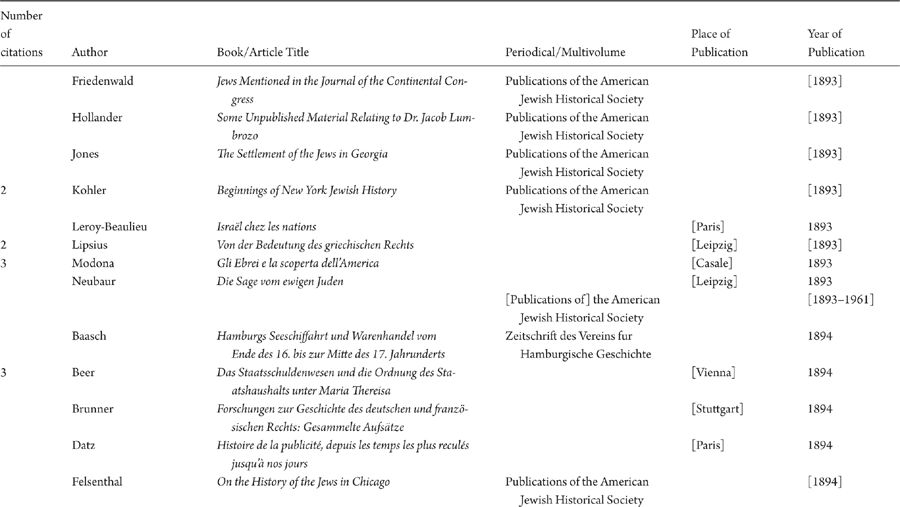 Number
of
citations Author Book/Article Title Periodical/Multivolume Place of Publication Year of Publication
Friedenwald Jews Mentioned in the Journal of the Continental Con- Publications of the American [1893]
gress Jewish Historical Society
Hollander Some Unpublished Material Relating to Dr. Jacob Lum- Publications of the American [1893]
brozo Jewish Historical Society
Jones The Settlement of the Jews in Georgia Publications of the American [1893]
Jewish Historical Society
2 Kohler Beginnings of New York Jewish History Publications of the American [1893]
Jewish Historical Society
Leroy-Beaulieu Israël chez les nations [Paris] 1893
2 Lipsius Von der Bedeutung des griechischen Rechts [Leipzig] [1893]
3 Modona Gli Ebrei e la scoperta dell'America [Casale] 1893
Neubaur Die Sage vom ewigen Juden [Leipzig] 1893
[Publications of] the American [1893–1961]
Jewish Historical Society
Baasch Hamburgs Seeschiffahrt und Warenhandel vom Zeitschrift des Vereins fur 1894
Ende des 16. bis zur Mitte des 17. Jahrunderts Hamburgische Geschichte
3 Beer Das Staatsschuldenwesen und die Ordnung des Sta- [Vienna] 1894
atshaushalts unter Maria Thereisa
Brunner Forschungen zur Geschichte des deutschen und franzö- [Stuttgart] 1894
sischen Rechts: Gesammelte Aufsätze
Datz Histoire de la publicité, depuis les temps les plus reculés [Paris] 1894
jusqu'à nos jours
Felsenthal On the History of the Jews in Chicago Publications of the American [1894]
Jewish Historical Society